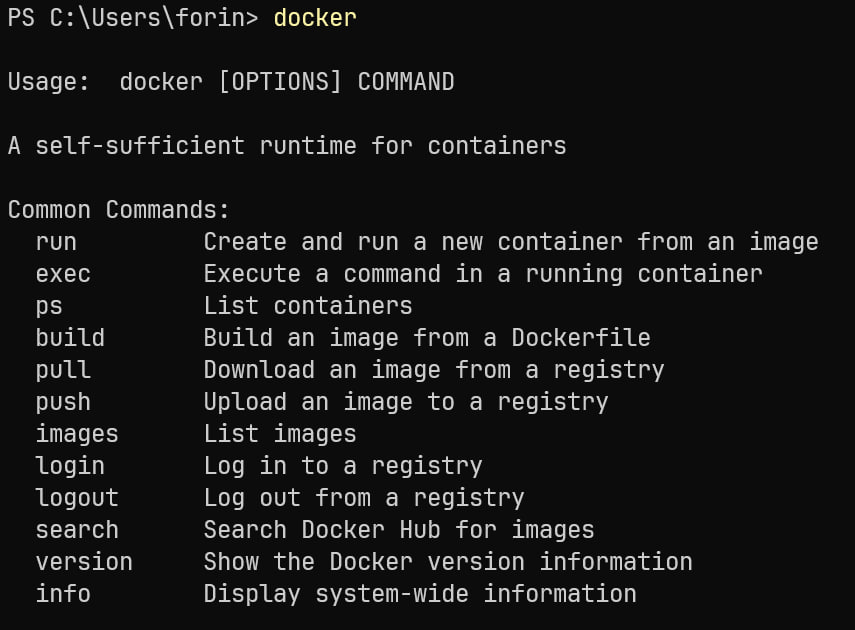 PS C:\Users\forin> docker
Usage:  docker [OPTIONS] COMMAND
A self-sufficient runtime for containers
Common Commands:
  run         Create and run a new container from an image
  exec        Execute a command in a running container
  ps          List containers
  build       Build an image from a Dockerfile
  pull        Download an image from a registry
  push        Upload an image to a registry
  images      List images
  login       Log in to a registry
  logout      Log out from a registry
  search      Search Docker Hub for images
  version     Show the Docker version information
  info        Display system-wide information